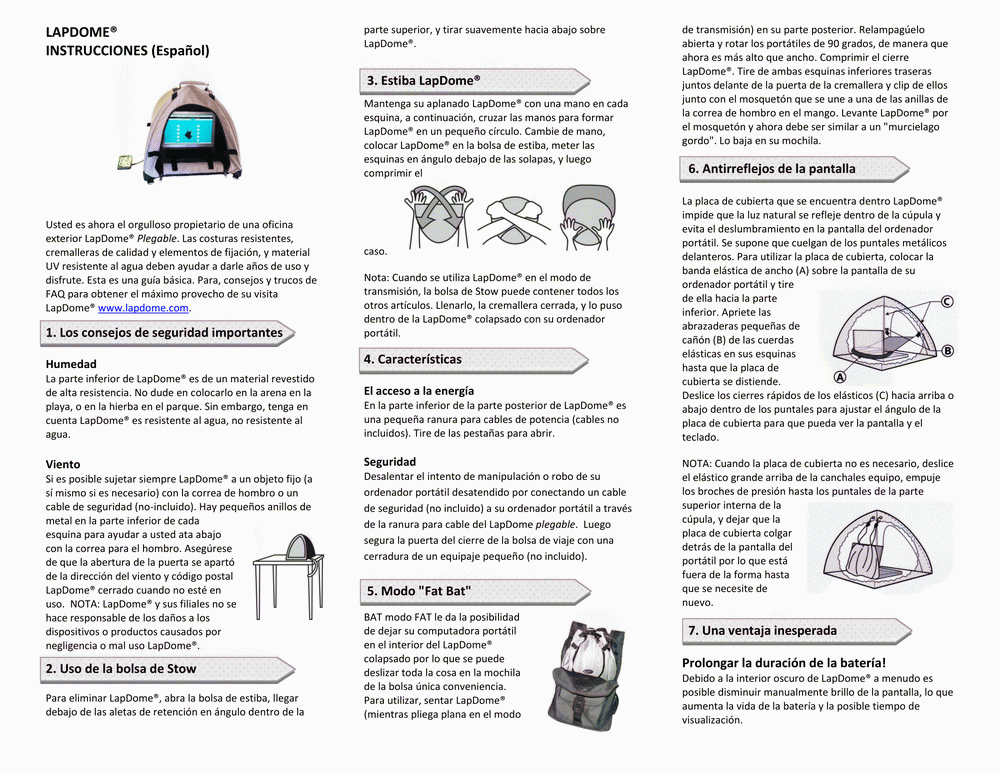 LAPDOME®
INSTRUCCIONES (Español)
Usted es ahora el orgulloso propietario de una oficina
exterior LapDome® Plegable. Las costuras resistentes,
cremalleras de calidad y elementos de fijación, y material
UV resistente al agua deben ayudar a darle años de uso y
disfrute. Esta es una guía básica. Para, consejos y trucos de
FAQ para obtener el máximo provecho de su visita
LapDome® www.lapdome.com.
1. Los consejos de seguridad importantes
Humedad
La parte inferior de LapDome® es de un material revestido
de alta resistencia. No dude en colocarlo en la arena en la
playa, o en la hierba en el parque. Sin embargo, tenga en
cuenta LapDome® es resistente al agua, no resistente al
agua.
Viento
Si es posible sujetar siempre LapDome® a un objeto fijo (a
sí mismo si es necesario) con la correa de hombro o un
cable de seguridad (no-incluido). Hay pequeños anillos de
metal en la parte inferior de cada
esquina para ayudar a usted ata abajo
con la correa para el hombro. Asegúrese
de que la abertura de la puerta se apartó
de la dirección del viento y código postal
LapDome® cerrado cuando no esté en
uso. NOTA: LapDome® y sus filiales no se
hace responsable de los daños a los
dispositivos o productos causados por
negligencia o mal uso LapDome®.
2. Uso de la bolsa de Stow
Para eliminar LapDome®, abra la bolsa de estiba, llegar
debajo de las aletas de retención en ángulo dentro de la
parte superior, y tirar suavemente hacia abajo sobre
LapDome®.
3. Estiba LapDome®
Mantenga su aplanado LapDome® con una mano en cada
esquina, a continuación, cruzar las manos para formar
LapDome® en un pequeño círculo. Cambie de mano,
colocar LapDome® en la bolsa de estiba, meter las
esquinas en ángulo debajo de las solapas, y luego
comprimir el
caso.
Nota: Cuando se utiliza LapDome® en el modo de
transmisión, la bolsa de Stow puede contener todos los
otros artículos. Llenarlo, la cremallera cerrada, y lo puso
dentro de la LapDome® colapsado con su ordenador
portátil.
4. Características
El acceso a la energía
En la parte inferior de la parte posterior de LapDome® es
una pequeña ranura para cables de potencia (cables no
incluidos). Tire de las pestañas para abrir.
Seguridad
Desalentar el intento de manipulación o robo de su
ordenador portátil desatendido por conectando un cable
de seguridad (no incluido) a su ordenador portátil a través
de la ranura para cable del LapDome plegable. Luego
segura la puerta del cierre de la bolsa de viaje con una
cerradura de un equipaje pequeño (no incluido).
5. Modo "Fat Bat"
BAT modo FAT le da la posibilidad
de dejar su computadora portátil
en el interior del LapDome®
colapsado por lo que se puede
deslizar toda la cosa en la mochila
de la bolsa única conveniencia.
Para utilizar, sentar LapDome®
(mientras pliega plana en el modo
de transmisión) en su parte posterior. Relampaguélo
abierta y rotar los portátiles de 90 grados, de manera que
ahora es más alto que ancho. Comprimir el cierre
LapDome®. Tire de ambas esquinas inferiores traseras
juntos delante de la puerta de la cremallera y clip de ellos
junto con el mosquetón que se une a una de las anillas de
la correa de hombro en el mango. Levante LapDome® por
el mosquetón y ahora debe ser similar a un "murcielago
gordo". Lo baja en su mochila.
6. Antirreflejos de la pantalla
La placa de cubierta que se encuentra dentro LapDome®
impide que la luz natural se refleje dentro de la cúpula y
evita el deslumbramiento en la pantalla del ordenador
portátil. Se supone que cuelgan de los puntales metálicos
delanteros. Para utilizar la placa de cubierta, colocar la
banda elástica de ancho (A) sobre la pantalla de su
ordenador portátil y tire
de ella hacia la parte
inferior. Apriete las
abrazaderas pequeñas de
cañón (B) de las cuerdas
elásticas en sus esquinas
hasta que la placa de
cubierta se distiende.
C
B
A
Deslice los cierres rápidos de los elásticos (C) hacia arriba o
abajo dentro de los puntales para ajustar el ángulo de la
placa de cubierta para que pueda ver la pantalla y el
teclado.
NOTA: Cuando la placa de cubierta no es necesario, deslice
el elástico grande arriba de la canchales equipo, empuje
los broches de presión hasta los puntales de la parte
superior interna de la
cúpula, y dejar que la
placa de cubierta colgar
detrás de la pantalla del
portátil por lo que está
fuera de la forma hasta
que se necesite de
nuevo.
7. Una ventaja inesperada
Prolongar la duración de la batería!
Debido a la interior oscuro de LapDome® a menudo es
posible disminuir manualmente brillo de la pantalla, lo que
aumenta la vida de la batería y la posible tiempo de
visualización.